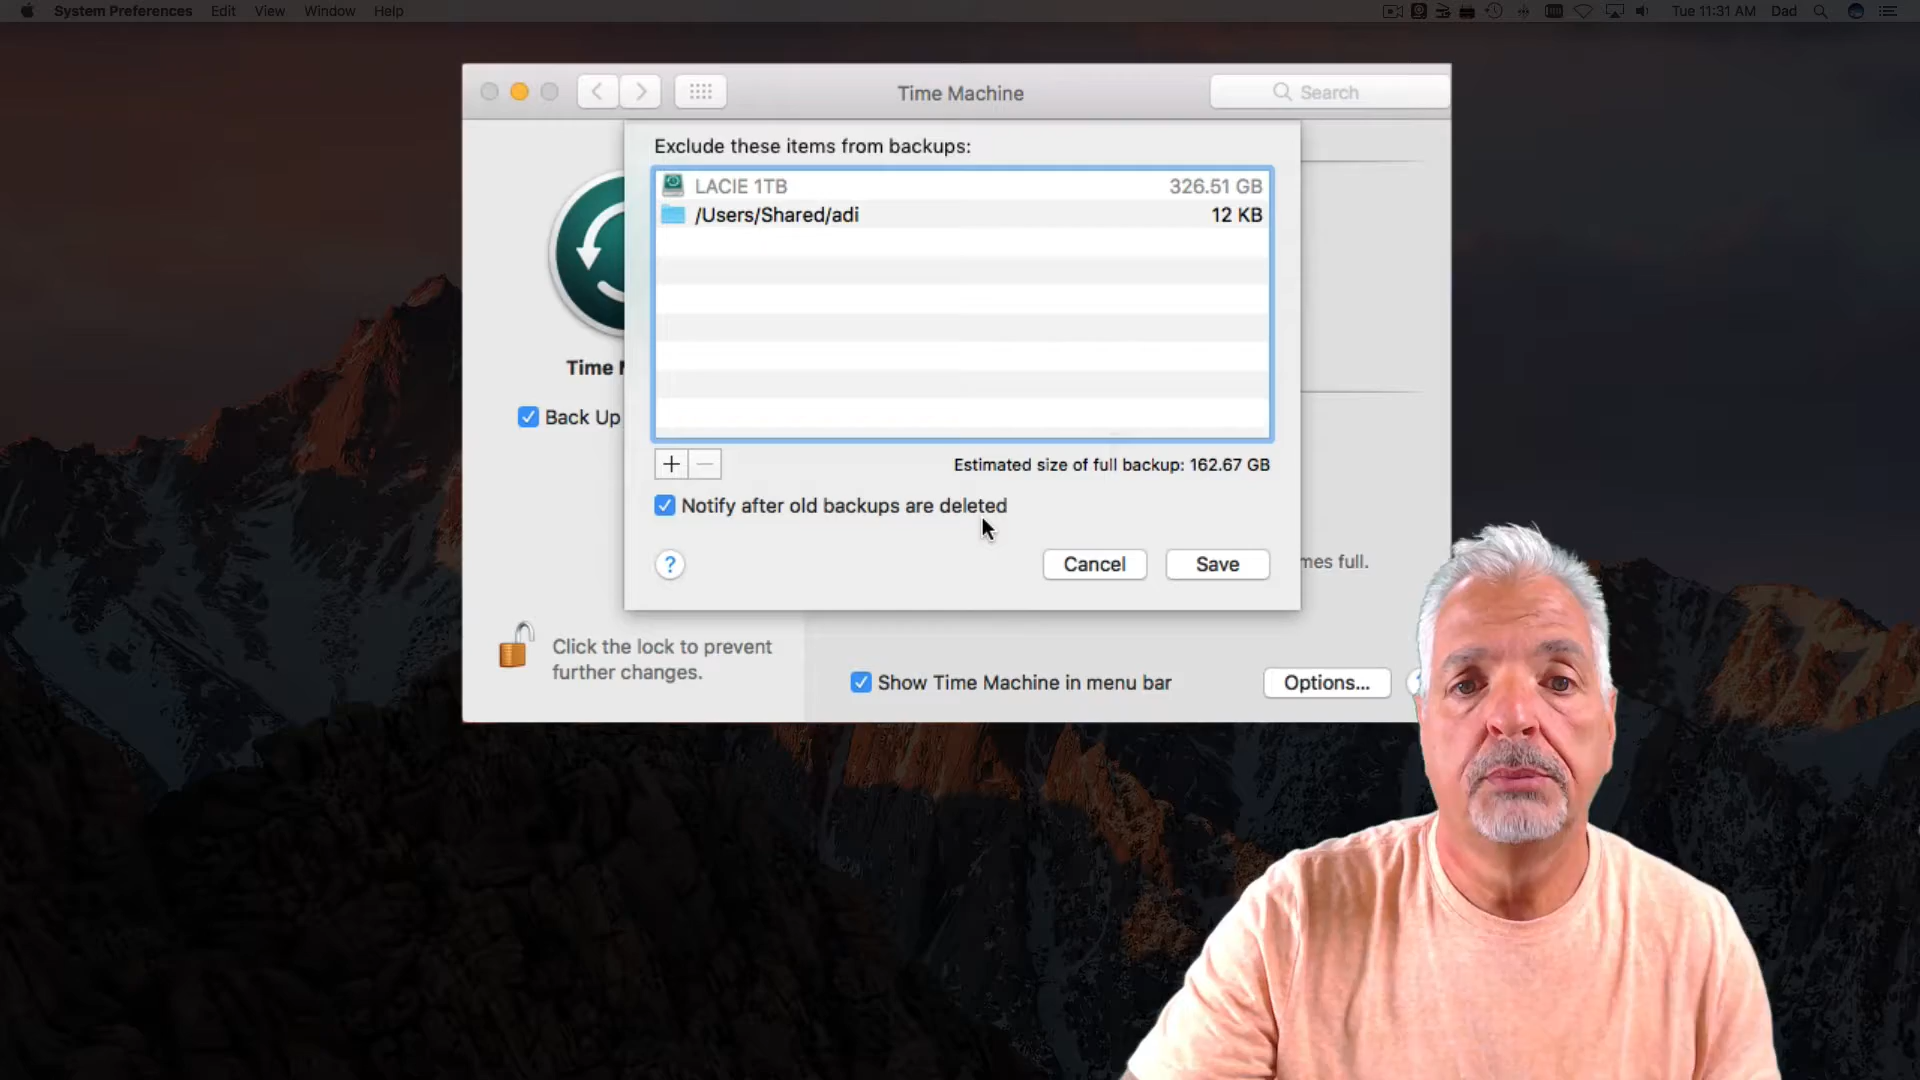 System Preferences Edit View Window Help Tue 11:31 AM Dad
Time Machine Search
Exclude these items from backups:
LACIE 1TB 326.51 GB
/Users/Shared/adi 12 KB
Time
Back Up
Estimated size of full backup: 162.67 GB
Notify after old backups are deleted
? Cancel Save
mes full.
Click the lock to prevent
further changes.
Show Time Machine in menu bar Options...